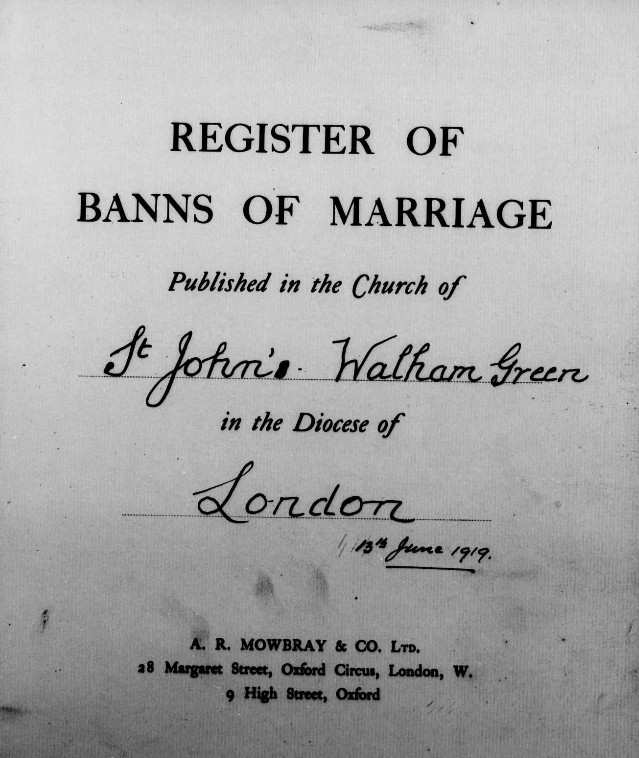 REGISTER OF
BANNS OF MARRIAGE
Published in the Church of
St John's. Walham Green
in the Diocese of
London
13th June 1919.
A. R. MOWBRAY & CO. LTD.
28 Margaret Street, Oxford Circus, London, W.
9 High Street, Oxford